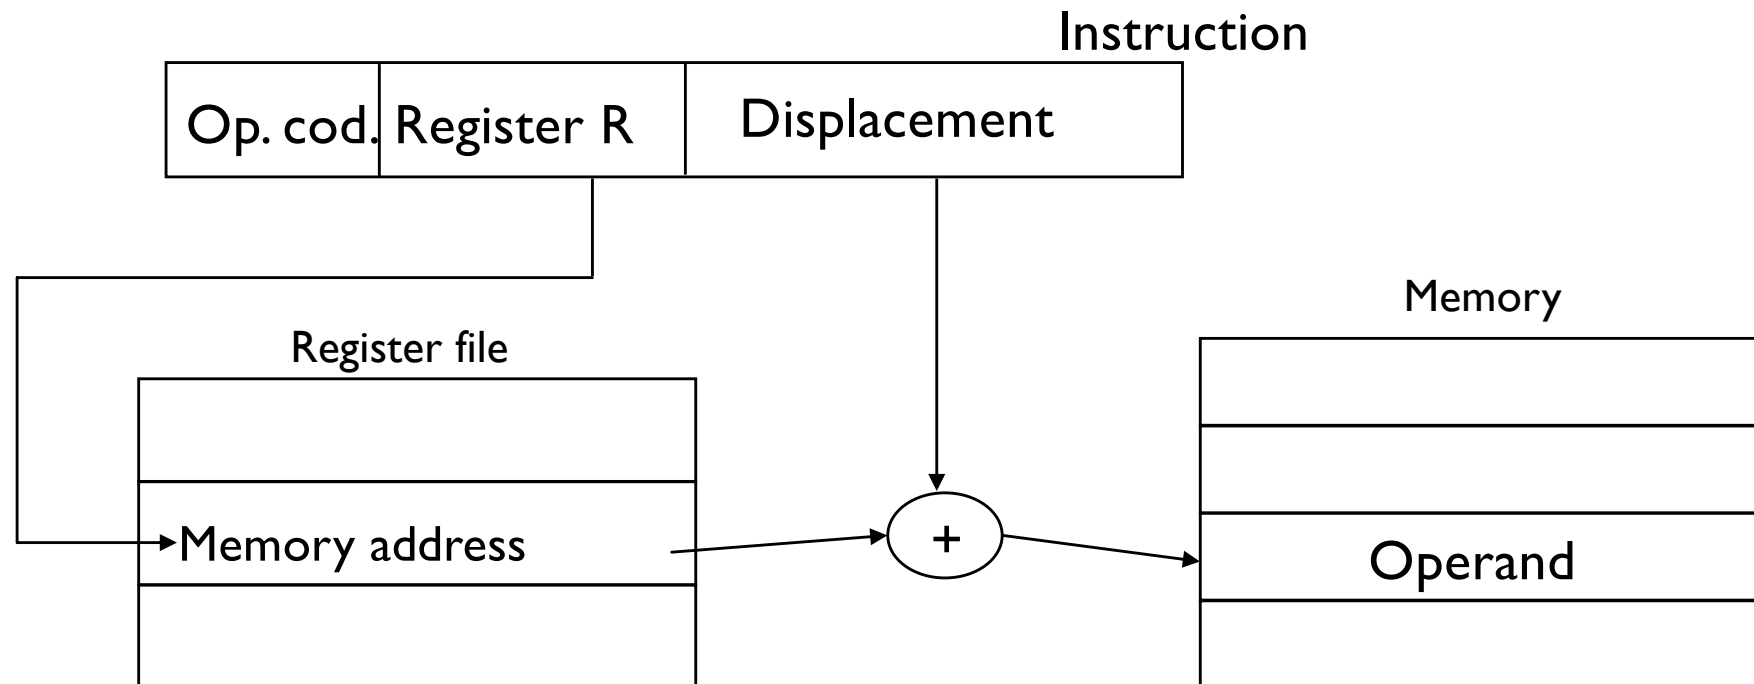 Instruction
Op. cod. Register R Displacement
Memory
Register file
Memory address
+
Operand